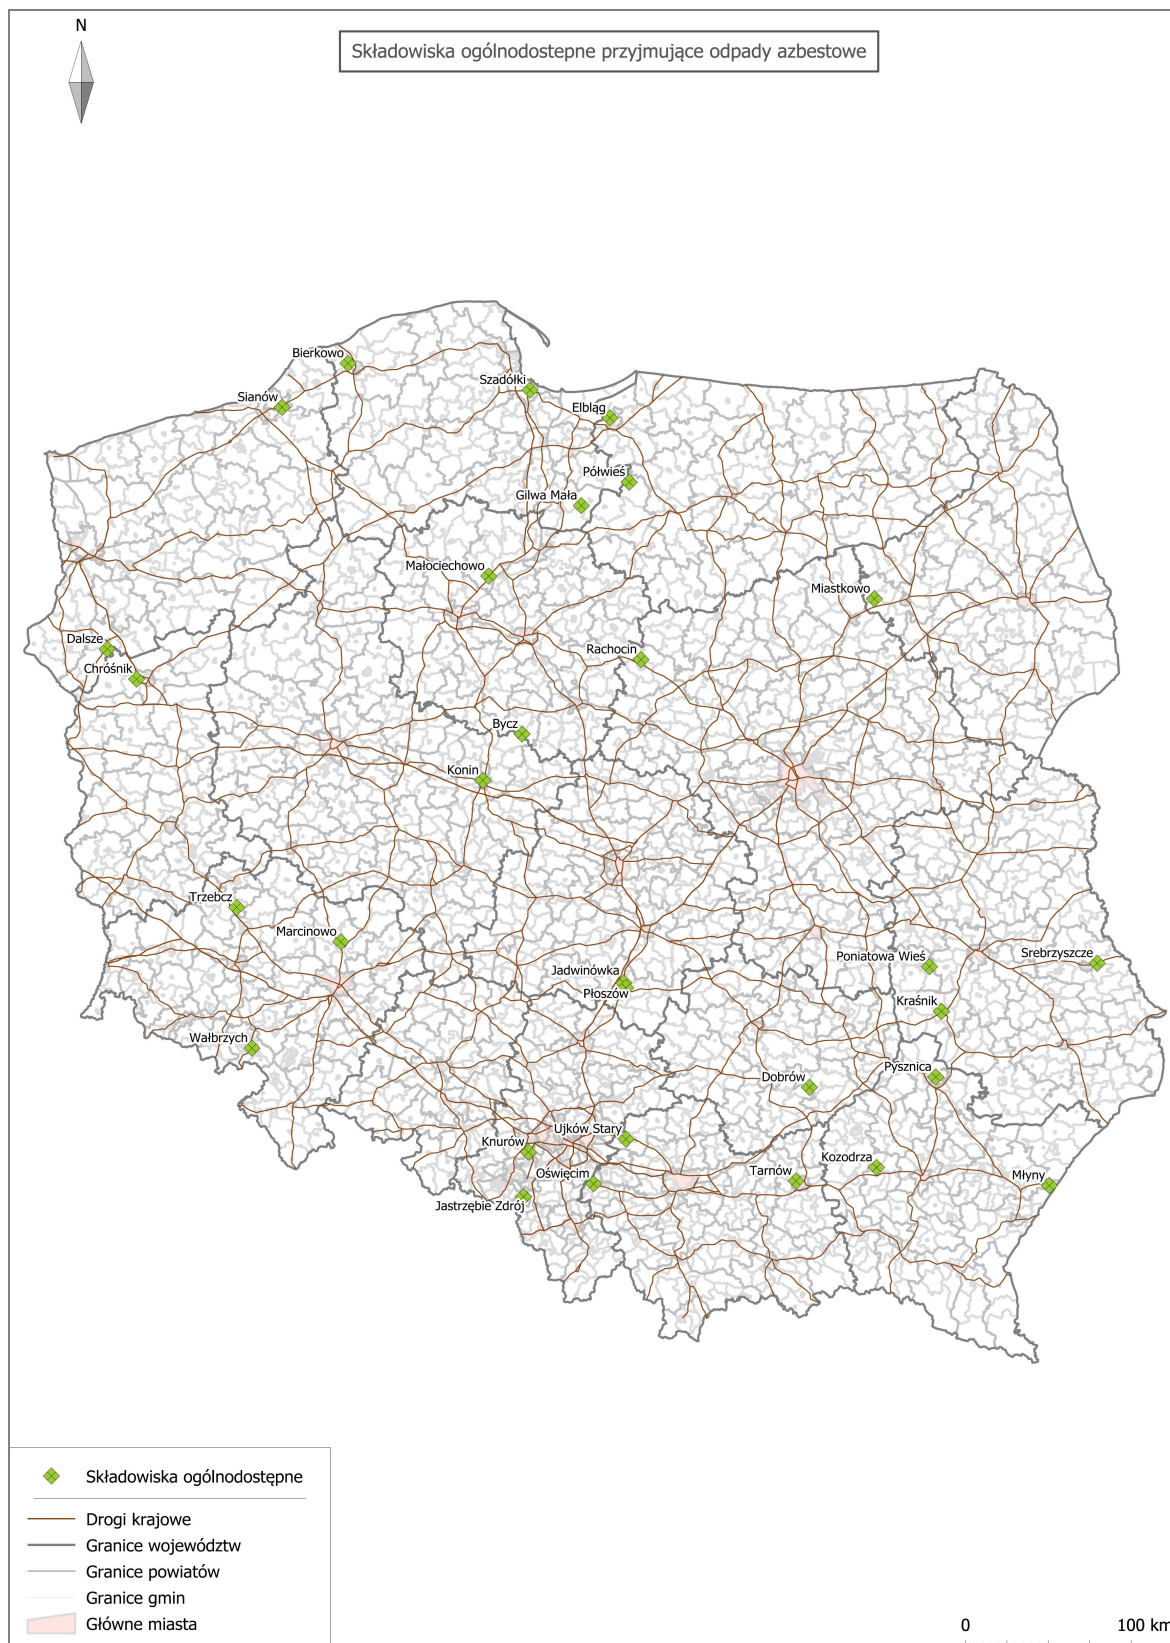 N
Składowiska ogólnodostepne przyjmujące odpady azbestowe
Bierkowo
Szadółki
Sianów
Elbląg
Półwieś
Gilwa Mała
Małociechowo
Miastkowo
Dalsze
Rachocin
Chróśnik
Bycz
Konin
Trzebcz
Marcinowo
Srebrzyszcze
Poniatowa Wieś
Jadwinówka
Płoszów
Kraśnik
Wałbrzych
Pysznica
Dobrów
Ujków Stary
Knurów
Kozodrza
Oświęcim
Tarnów
Młyny
Jastrzębie Zdrój
Składowiska ogólnodostępne
Drogi krajowe
Granice województw
Granice powiatów
Granice gmin
Główne miasta
0 100 km